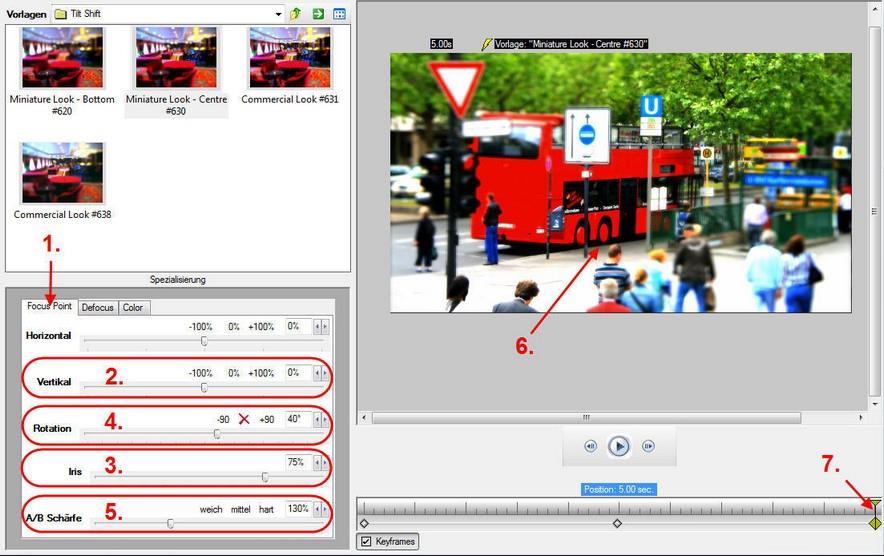 Vorlagen Tilt Shift
Miniature Look - Bottom #620
Miniature Look - Centre #630
Commercial Look #631
Commercial Look #638
1.
Spezialisierung
Focus Point Defocus Color
Horizontal -100% 0% +100% 0%
Vertikal 2. -100% 0% +100% 0%
Rotation 4. -90 +90 40°
Iris 3. 75%
A/B Schärfe 5. weich mittel hart 130%
5.00s Vorlage: "Miniature Look - Centre #630"
U
H
6.
7.
Position: 5.00 sec.
Keyframes